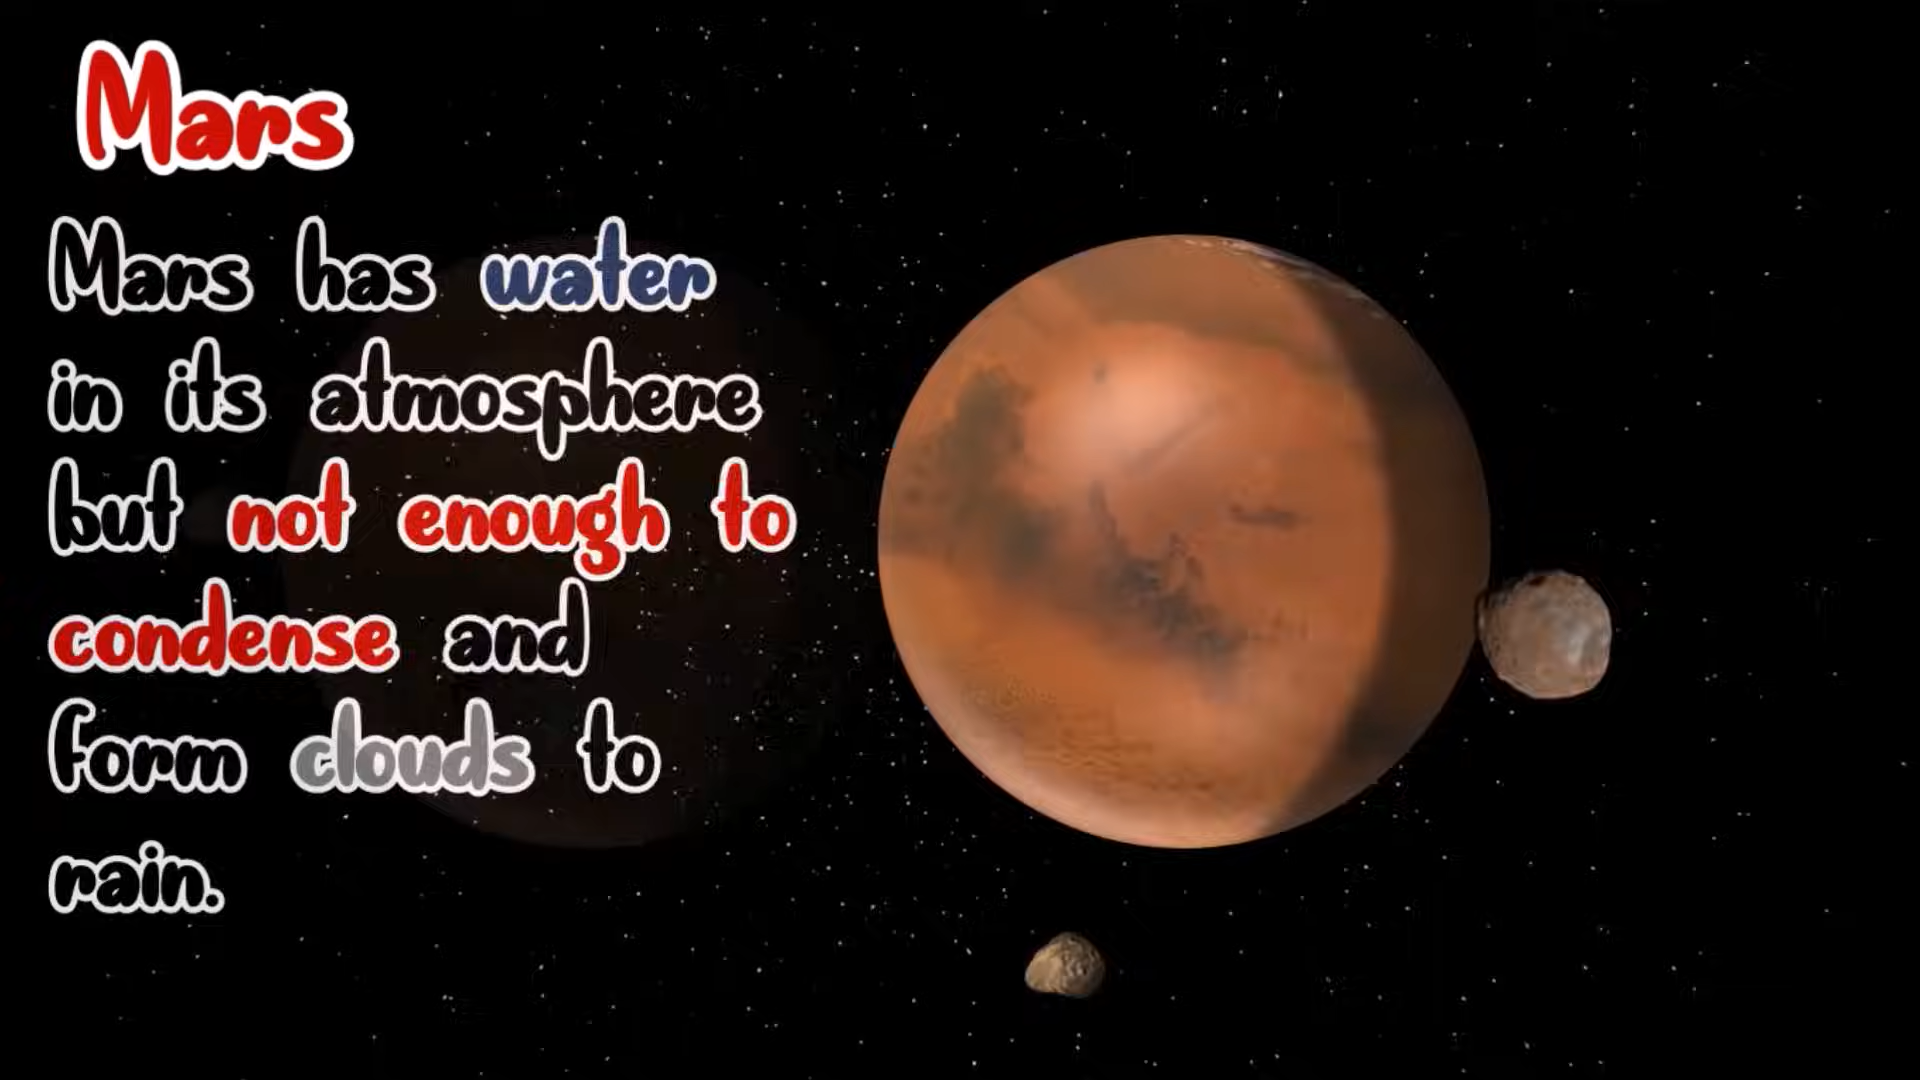 Mars
Mars has water
in its atmosphere
but not enough to
condense and
form clouds to
rain.